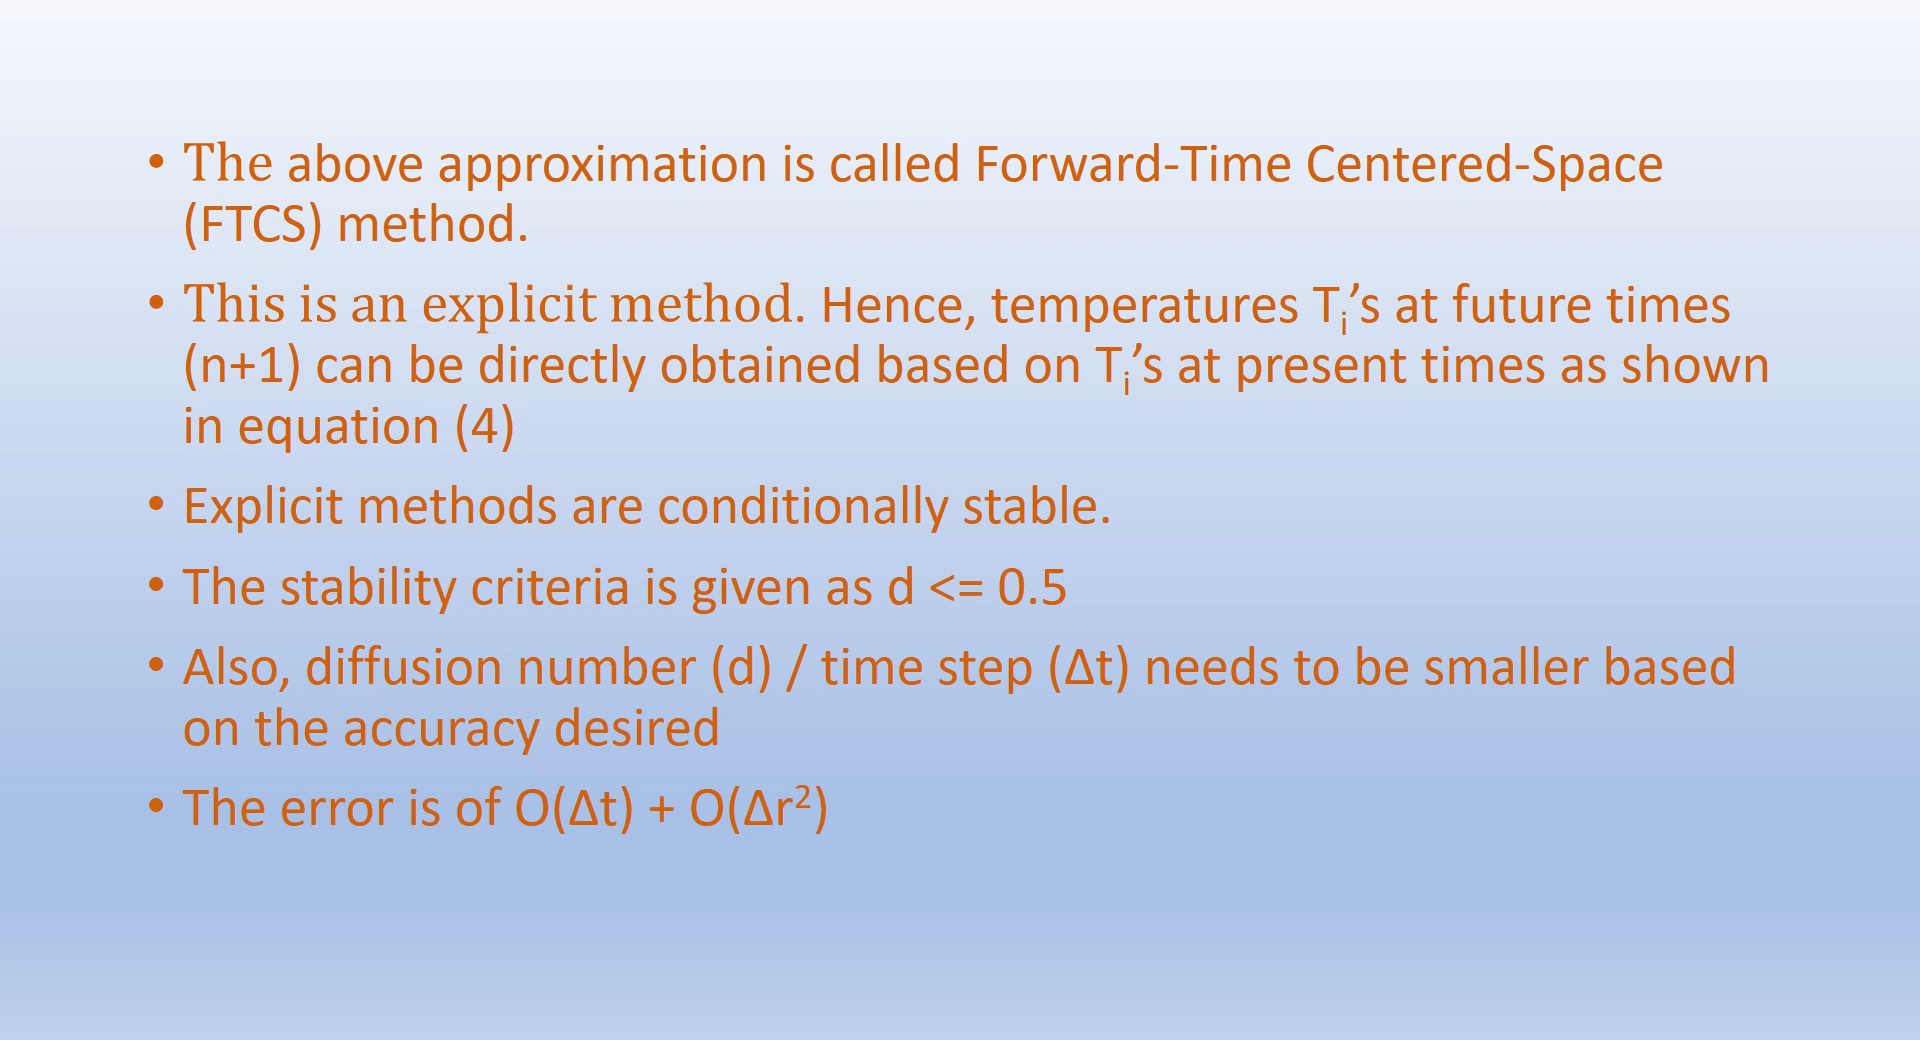 • The above approximation is called Forward-Time Centered-Space
(FTCS) method.
• This is an explicit method. Hence, temperatures Tᵢ’s at future times
(n+1) can be directly obtained based on Tᵢ’s at present times as shown
in equation (4)
• Explicit methods are conditionally stable.
• The stability criteria is given as d <= 0.5
• Also, diffusion number (d) / time step (Δt) needs to be smaller based
on the accuracy desired
• The error is of O(Δt) + O(Δr²)